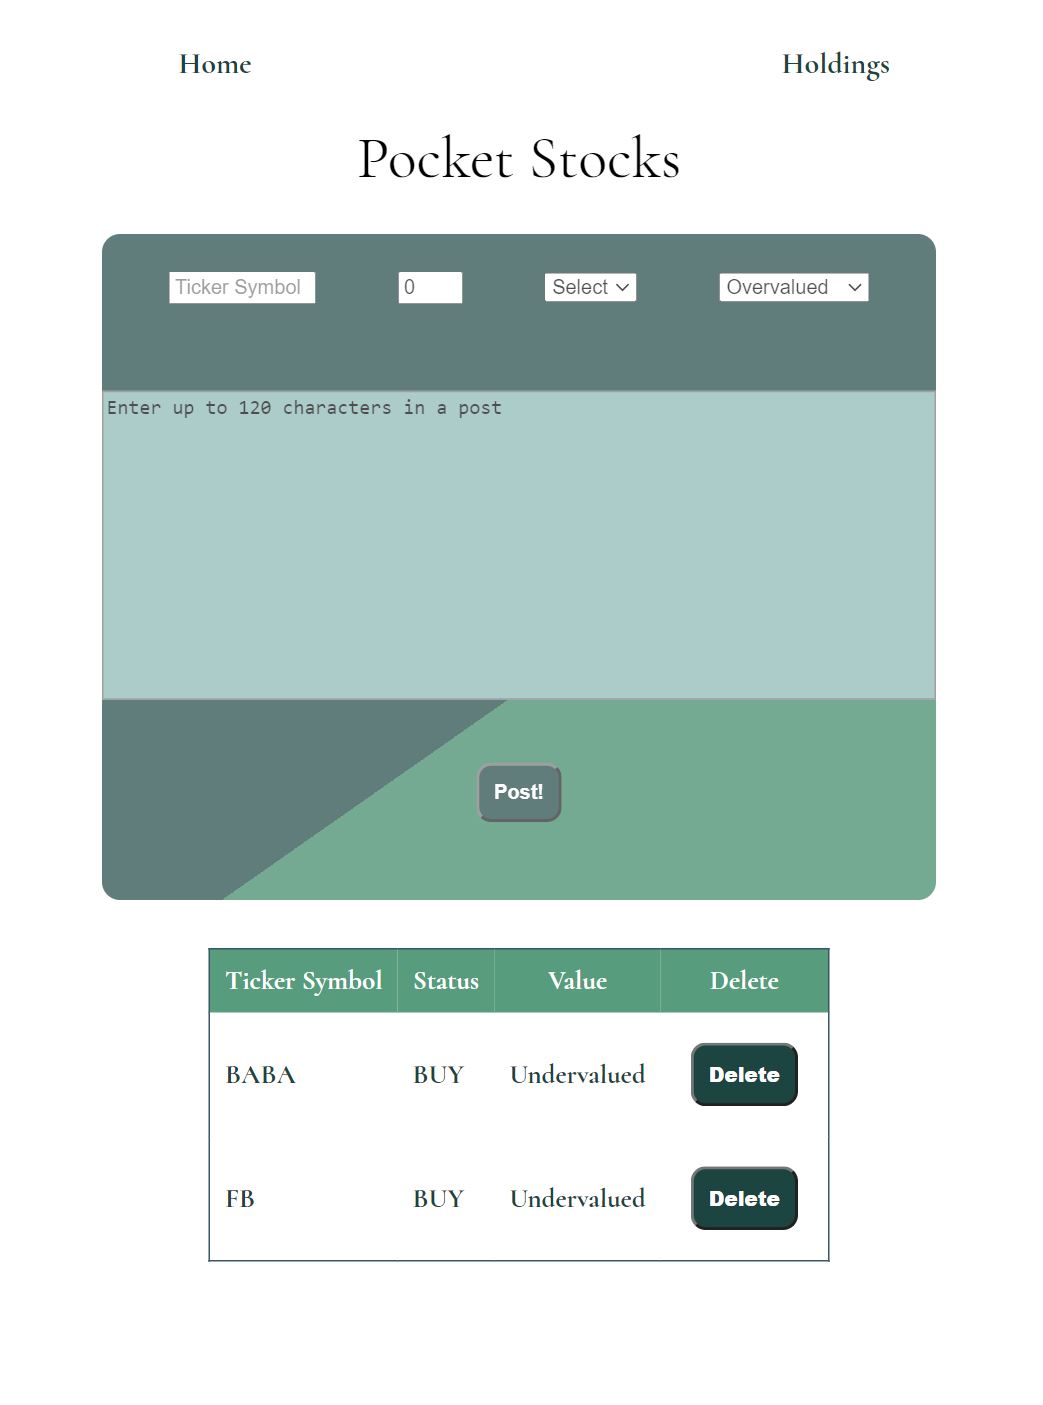 Home Holdings
Pocket Stocks
Ticker Symbol 0 Select Overvalued
Enter up to 120 characters in a post
Post!
Ticker Symbol Status Value Delete
BABA BUY Undervalued Delete
FB BUY Undervalued Delete